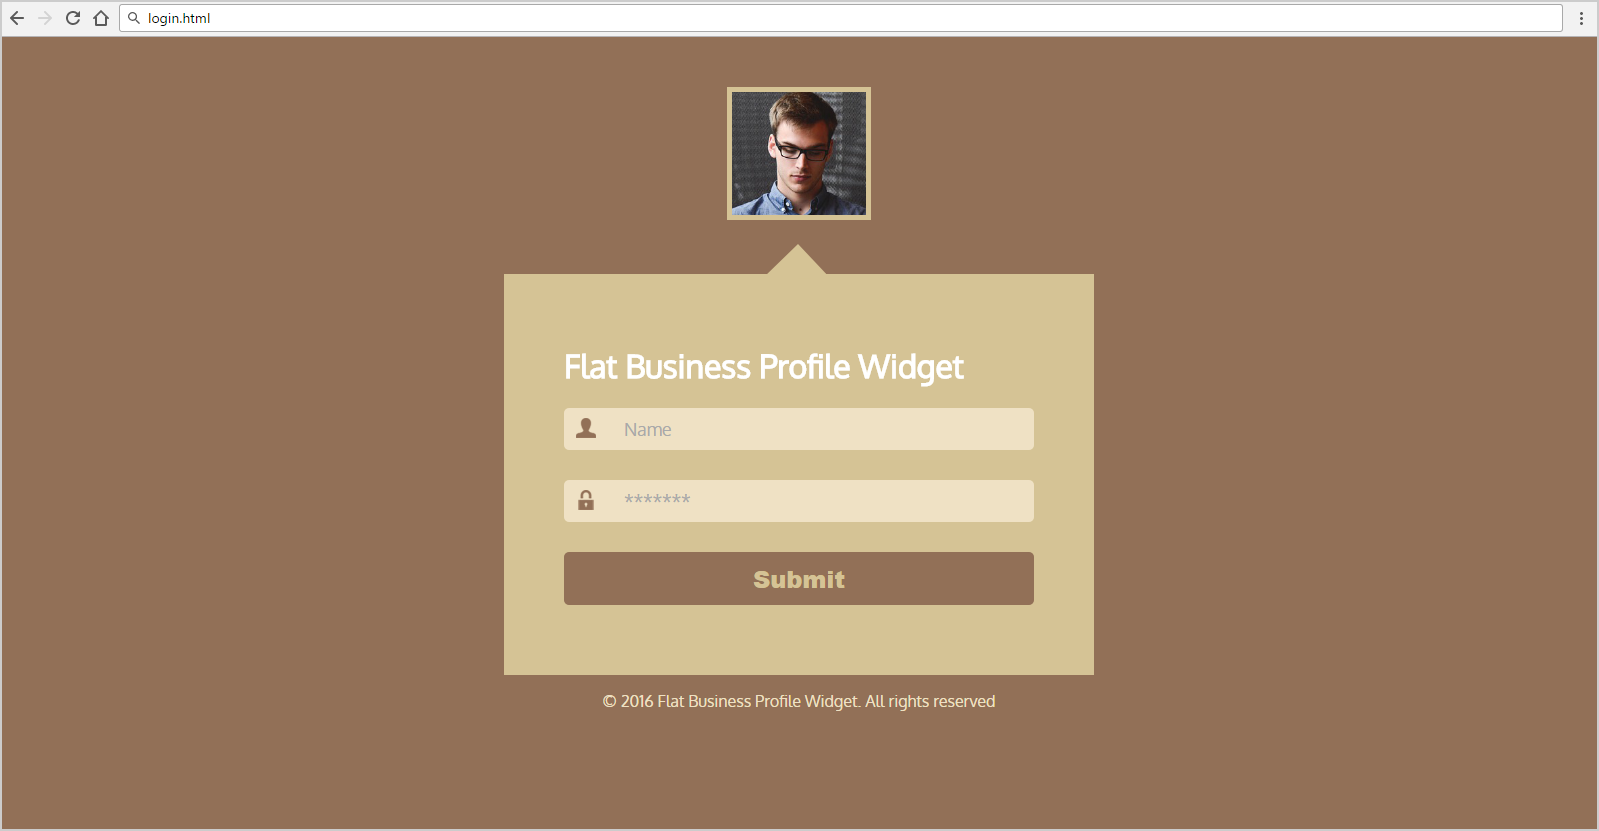 login.html
Flat Business Profile Widget
Name
*******
Submit
© 2016 Flat Business Profile Widget. All rights reserved